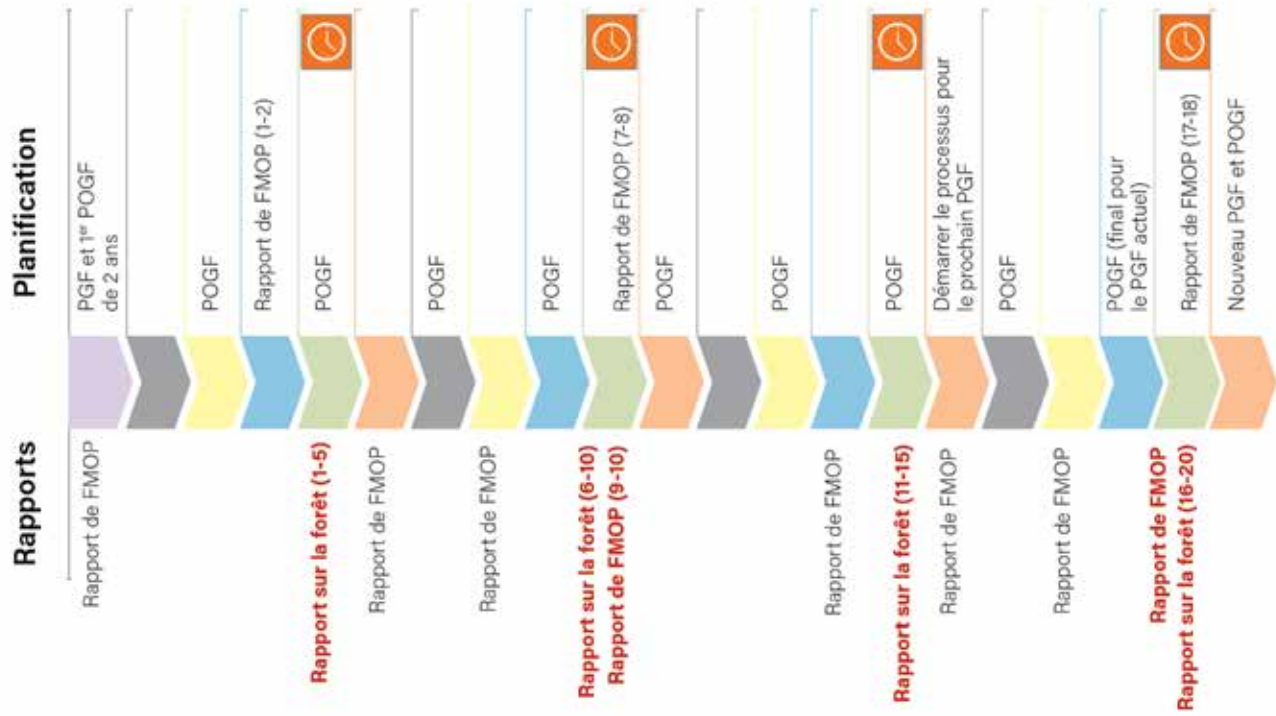 Planification
PGF et 1er POGF
de 2 ans
POGF
Rapport de FMOP (1-2)
POGF
POGF
POGF
Rapport de FMOP (7-8)
POGF
POGF
POGF
Démarrer le processus pour
le prochain PGF
POGF
POGF (final pour
le PGF actuel)
Rapport de FMOP (17-18)
Nouveau PGF et POGF
Rapports
Rapport de FMOP
Rapport sur la forêt (1-5)
Rapport de FMOP
Rapport de FMOP
Rapport sur la forêt (6-10)
Rapport de FMOP (9-10)
Rapport de FMOP
Rapport sur la forêt (11-15)
Rapport de FMOP
Rapport de FMOP
Rapport de FMOP
Rapport sur la forêt (16-20)